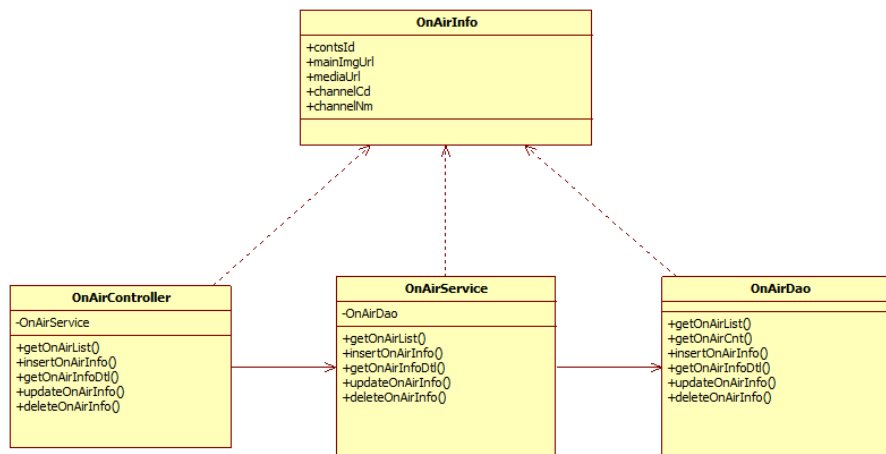 OnAirInfo
+contsId
+mainImgUrl
+mediaUrl
+channelCd
+channelNm
OnAirController
-OnAirService
+getOnAirList()
+insertOnAirInfo()
+getOnAirInfoDtl()
+updateOnAirInfo()
+deleteOnAirInfo()
OnAirService
-OnAirDao
+getOnAirList()
+insertOnAirInfo()
+getOnAirInfoDtl()
+updateOnAirInfo()
+deleteOnAirInfo()
OnAirDao
+getOnAirList()
+getOnAirCnt()
+insertOnAirInfo()
+getOnAirInfoDtl()
+updateOnAirInfo()
+deleteOnAirInfo()